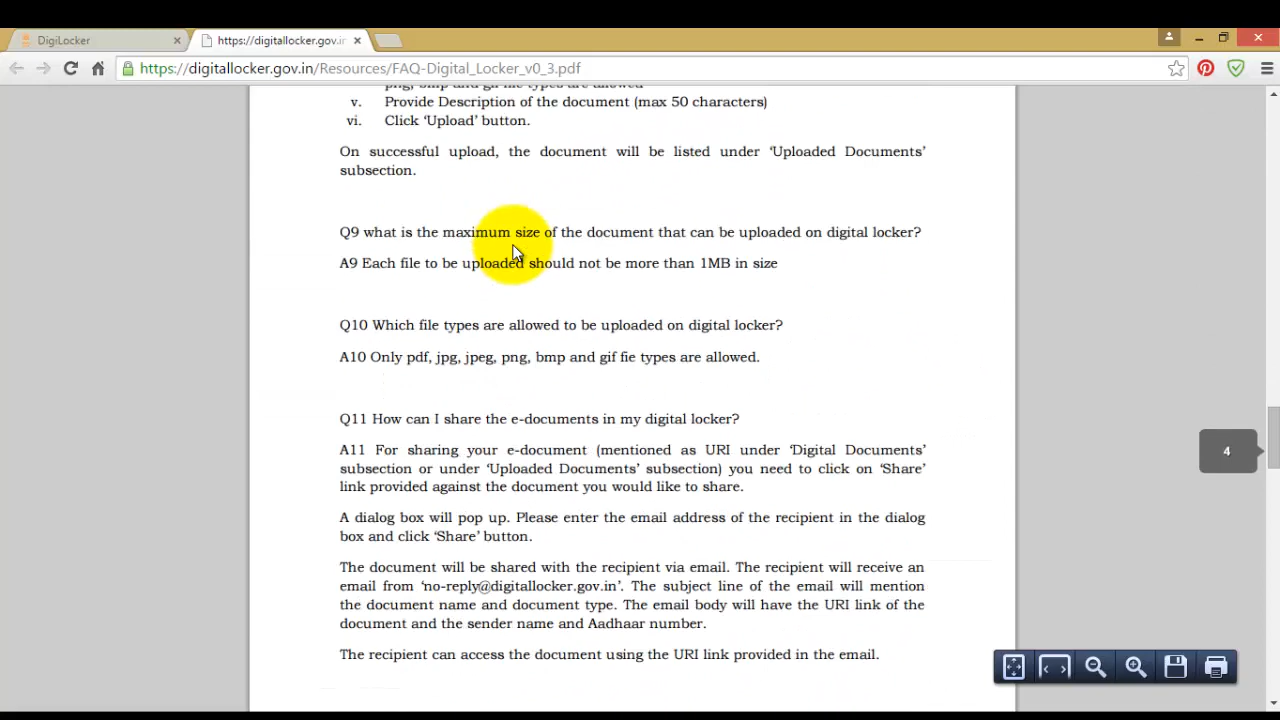 DigiLocker
https://digitallocker.gov.in
https://digitallocker.gov.in/Resources/FAQ-Digital_Locker_v0_3.pdf
png, bmp and gif file types are allowed
v. Provide Description of the document (max 50 characters)
vi. Click ‘Upload’ button.
On successful upload, the document will be listed under ‘Uploaded Documents’
subsection.
Q9 what is the maximum size of the document that can be uploaded on digital locker?
A9 Each file to be uploaded should not be more than 1MB in size
Q10 Which file types are allowed to be uploaded on digital locker?
A10 Only pdf, jpg, jpeg, png, bmp and gif fie types are allowed.
Q11 How can I share the e-documents in my digital locker?
A11 For sharing your e-document (mentioned as URI under ‘Digital Documents’
subsection or under ‘Uploaded Documents’ subsection) you need to click on ‘Share’
link provided against the document you would like to share.
4
A dialog box will pop up. Please enter the email address of the recipient in the dialog
box and click ‘Share’ button.
The document will be shared with the recipient via email. The recipient will receive an
email from ‘no-reply@digitallocker.gov.in’. The subject line of the email will mention
the document name and document type. The email body will have the URI link of the
document and the sender name and Aadhaar number.
The recipient can access the document using the URI link provided in the email.